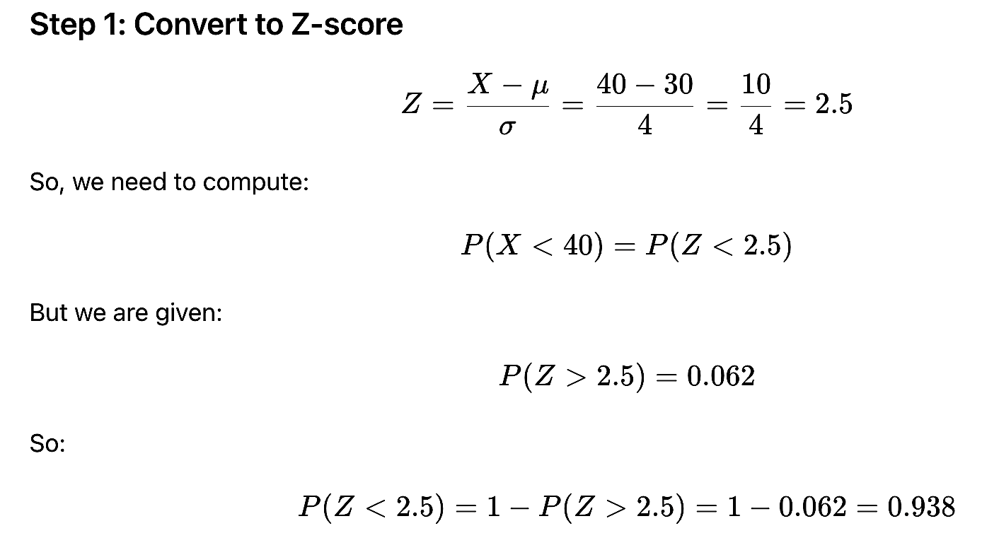 Step 1: Convert to Z-score
Z = \frac{X − μ}{σ} = \frac{40 − 30}{4} = \frac{10}{4} = 2.5
So, we need to compute:
P(X < 40) = P(Z < 2.5)
But we are given:
P(Z > 2.5) = 0.062
So:
P(Z < 2.5) = 1 − P(Z > 2.5) = 1 − 0.062 = 0.938